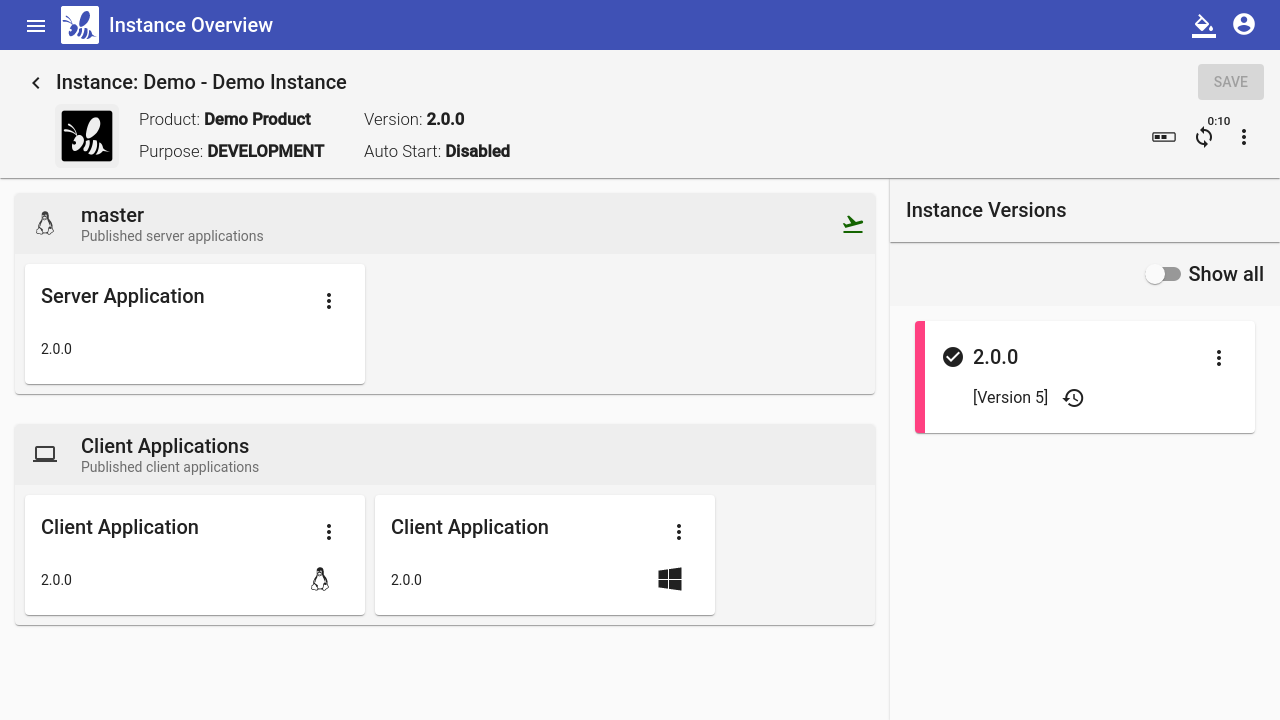 Instance Overview
Instance: Demo - Demo Instance
SAVE
Product: Demo Product
Version: 2.0.0
0:10
Purpose: DEVELOPMENT
Auto Start: Disabled
master
Published server applications
Server Application
2.0.0
Client Applications
Published client applications
Client Application
2.0.0
Client Application
2.0.0
Instance Versions
Show all
2.0.0
[Version 5]